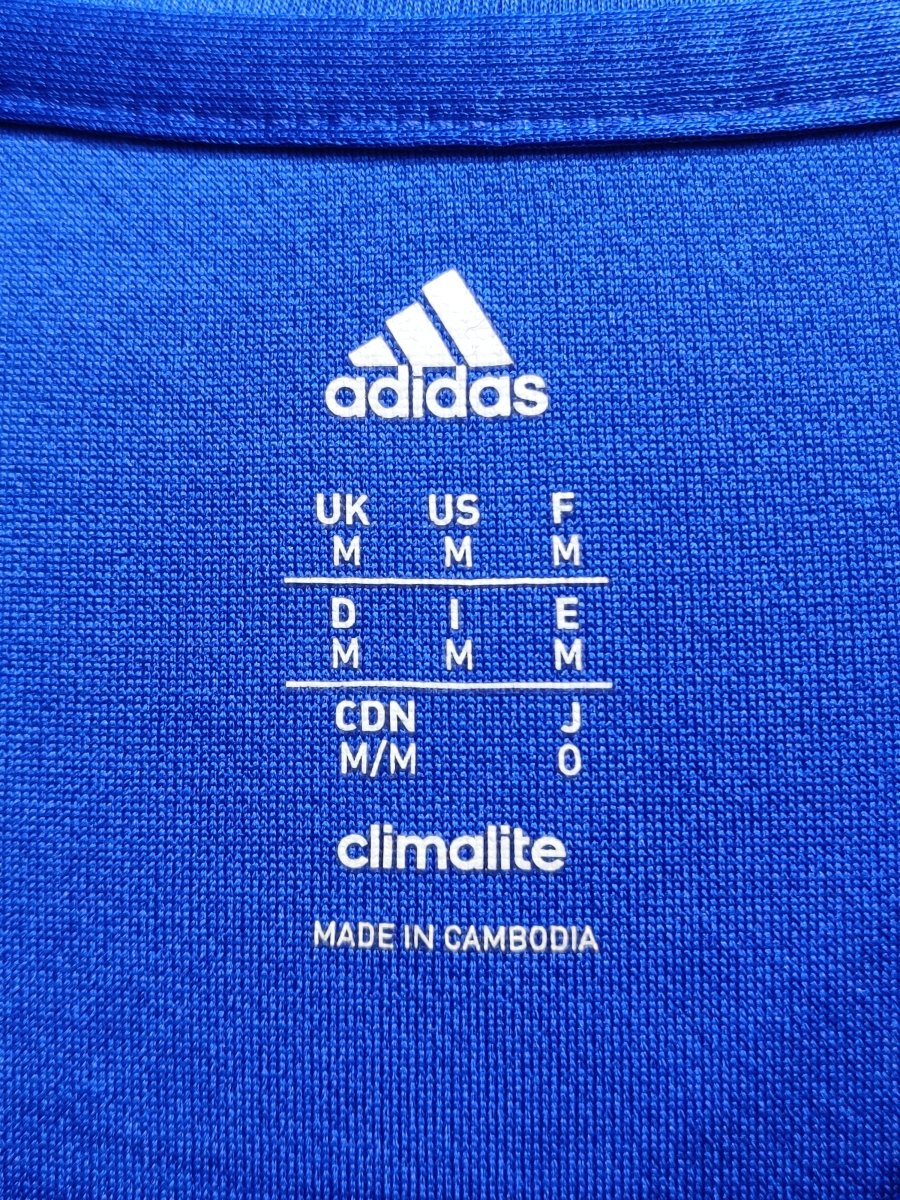 adidas
UK US F
M M M
D I E
M M M
CDN J
M/M O
climalite
MADE IN CAMBODIA